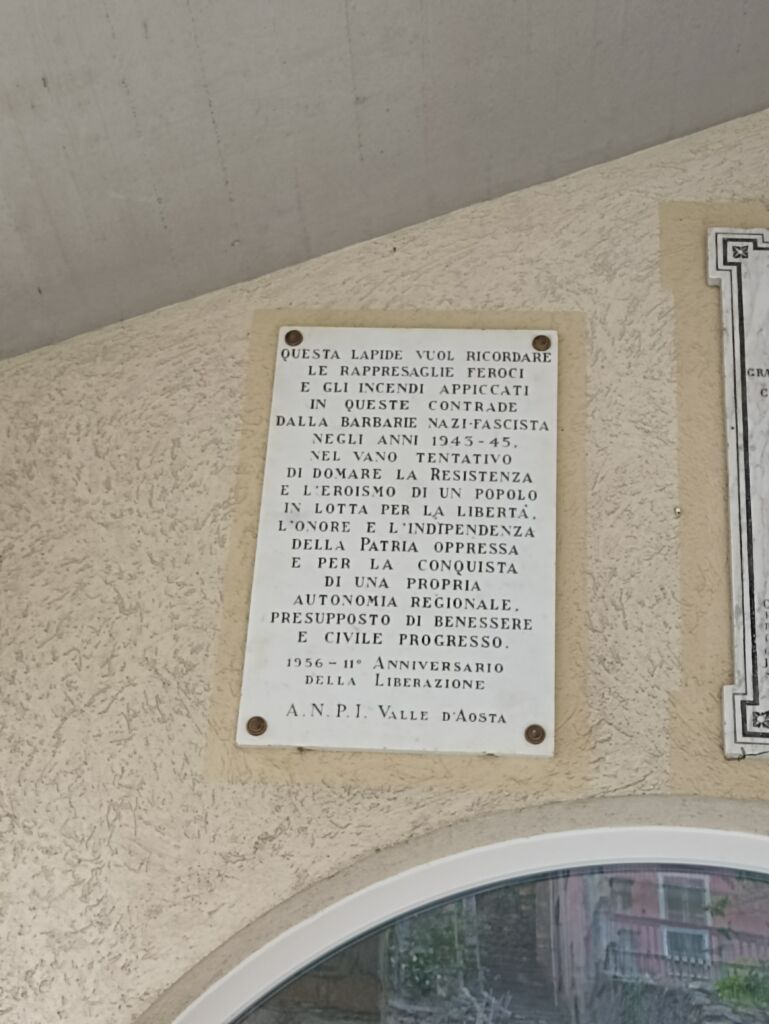 QUESTA LAPIDE VUOL RICORDARE
LE RAPPRESAGLIE FEROCI
E GLI INCENDI APPICCATI
IN QUESTE CONTRADE
DALLA BARBARIE NAZI-FASCISTA
NEGLI ANNI 1943-45,
NEL VANO TENTATIVO
DI DOMARE LA RESISTENZA
E L'EROISMO DI UN POPOLO
IN LOTTA PER LA LIBERTÀ,
L'ONORE E L'INDIPENDENZA
DELLA PATRIA OPPRESSA
E PER LA CONQUISTA
DI UNA PROPRIA
AUTONOMIA REGIONALE,
PRESUPPOSTO DI BENESSERE
E CIVILE PROGRESSO.
1956 - 11° ANNIVERSARIO
DELLA LIBERAZIONE
A.N.P.I. VALLE D'AOSTA
GRA